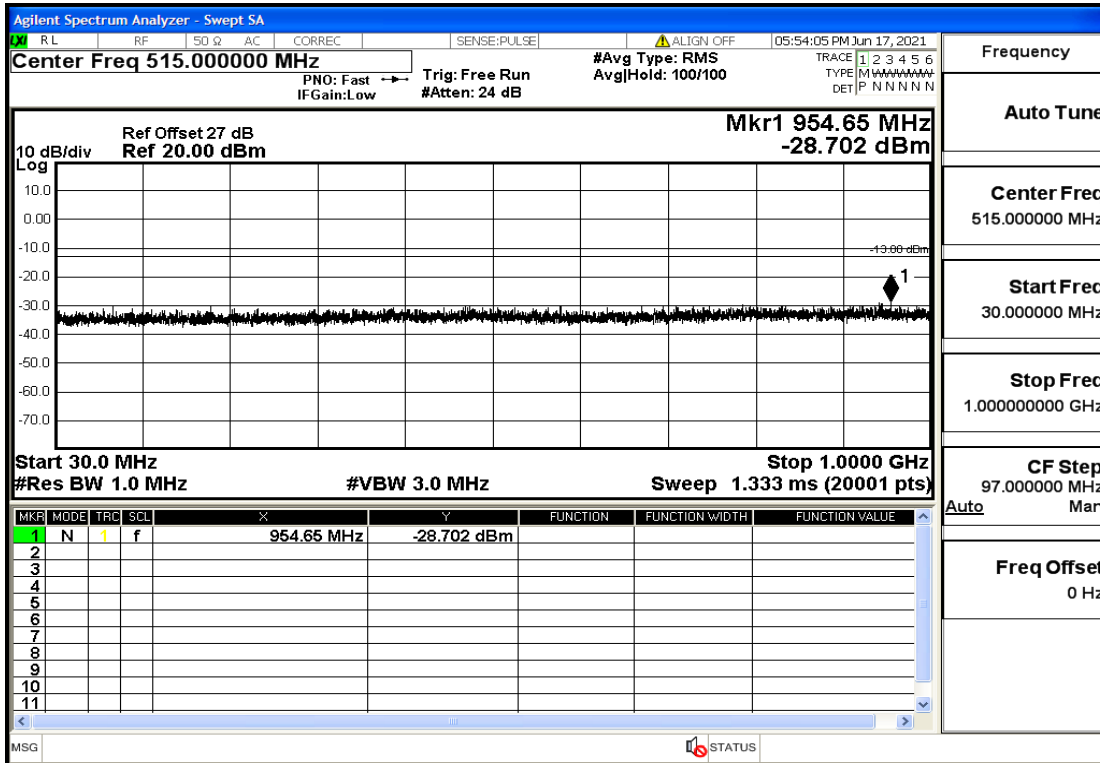 Agilent Spectrum Analyzer - Swept SA
LXI RL RF 50 Ω AC CORREC SENSE:PULSE ALIGN OFF 05:54:05 PM Jun 17, 2021
Center Freq 515.000000 MHz
PNO: Fast
IFGain:Low
Trig: Free Run
#Atten: 24 dB
#Avg Type: RMS
Avg|Hold: 100/100
TRACE 1 2 3 4 5 6
TYPE M WWWWW
DET P N N N N N
Mkr1 954.65 MHz
-28.702 dBm
Ref Offset 27 dB
10 dB/div Ref 20.00 dBm
Log
10.0
0.00
-10.0
-13.00 dBm
-20.0
1
-30.0
-40.0
-50.0
-60.0
-70.0
Start 30.0 MHz Stop 1.0000 GHz
#Res BW 1.0 MHz #VBW 3.0 MHz Sweep 1.333 ms (20001 pts)
MKR MODE TRC SCL X Y FUNCTION FUNCTION WIDTH FUNCTION VALUE
1 N 1 f 954.65 MHz -28.702 dBm
2
3
4
5
6
7
8
9
10
11
MSG STATUS
Frequency
Auto Tune
Center Freq
515.000000 MHz
Start Freq
30.000000 MHz
Stop Freq
1.000000000 GHz
CF Step
97.000000 MHz
Auto Man
Freq Offset
0 Hz